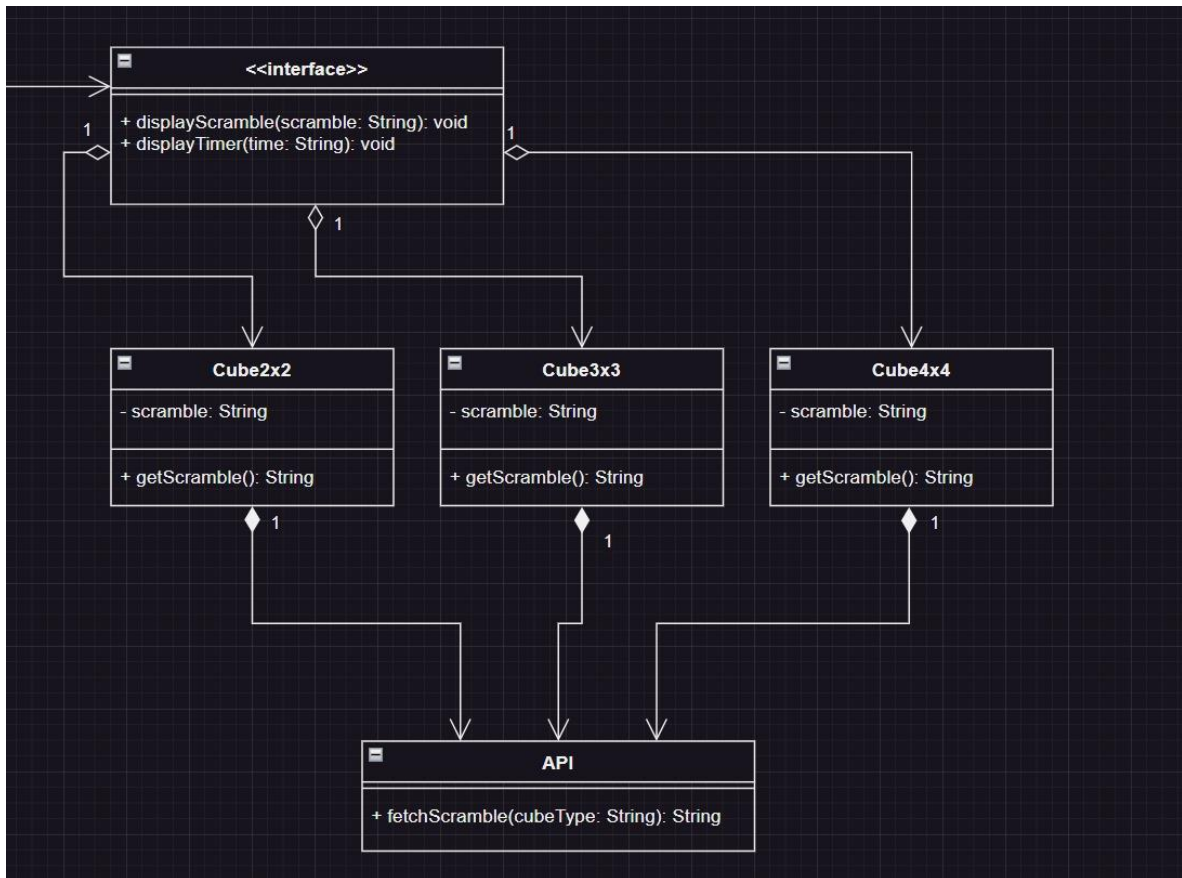 <<interface>>
+ displayScramble(scramble: String): void
+ displayTimer(time: String): void
1
1
1
Cube2x2
- scramble: String
+ getScramble(): String
1
Cube3x3
- scramble: String
+ getScramble(): String
1
Cube4x4
- scramble: String
+ getScramble(): String
1
API
+ fetchScramble(cubeType: String): String